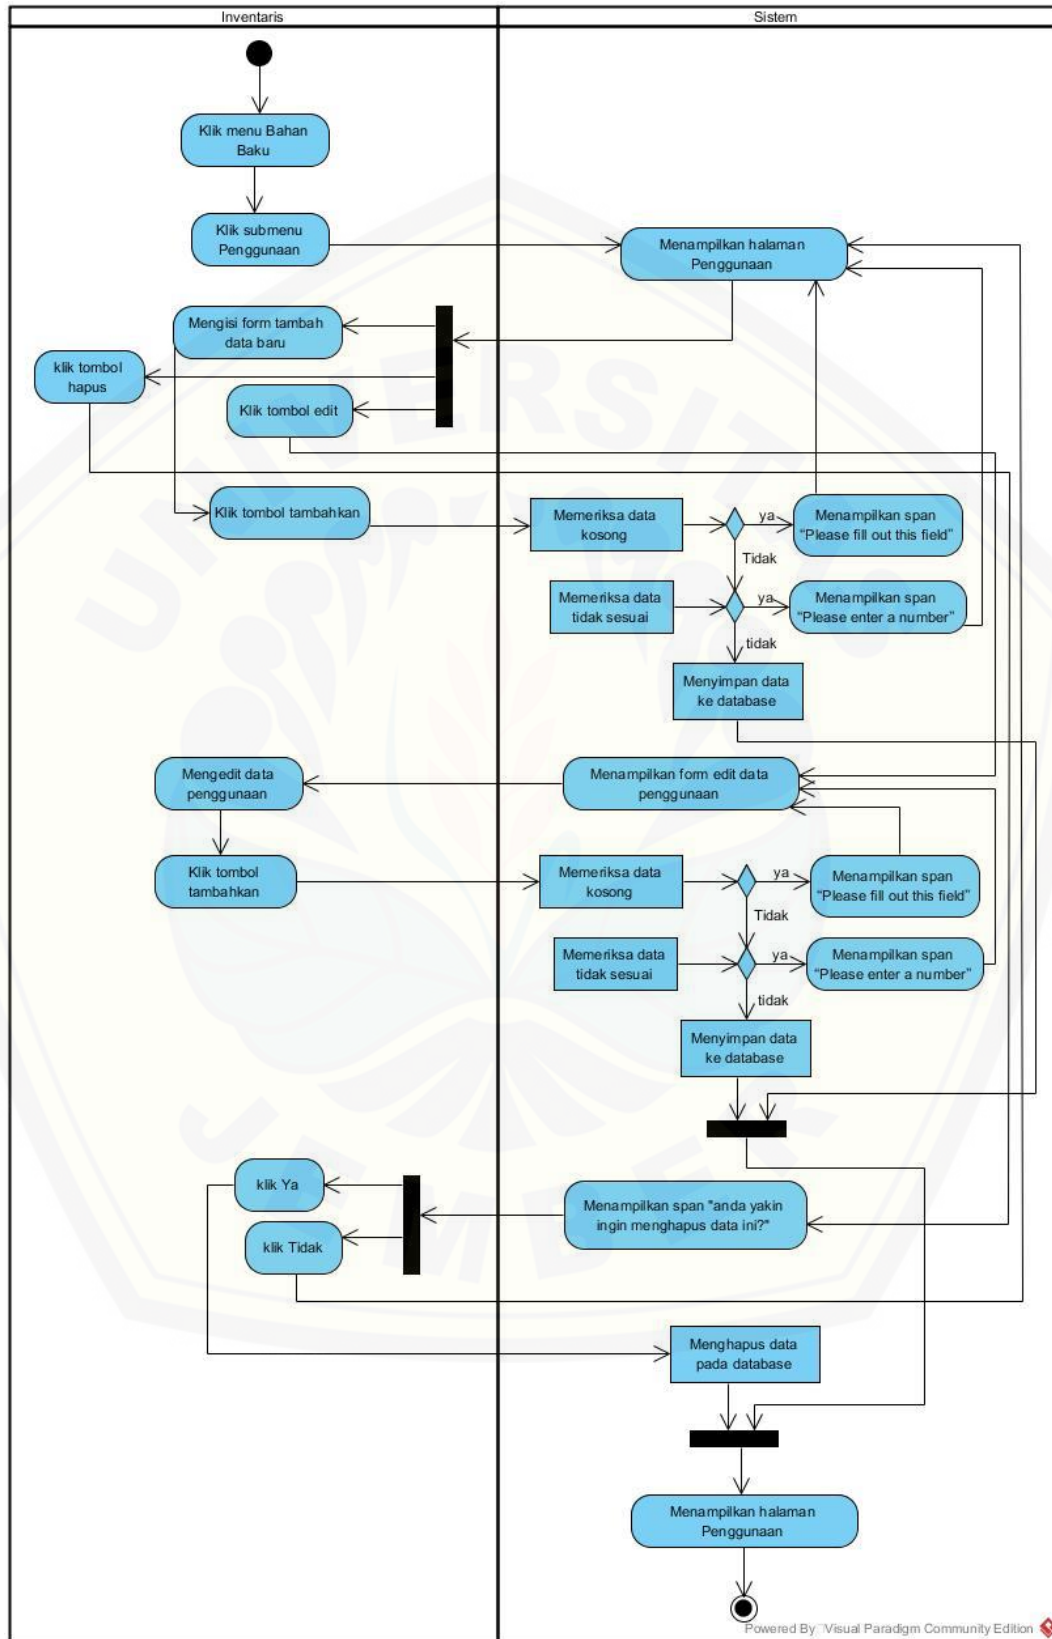 Inventaris
Sistem
Klik menu Bahan
Baku
Klik submenu
Penggunaan
Menampilkan halaman
Penggunaan
Mengisi form tambah
data baru
klik tombol
hapus
Klik tombol edit
Klik tombol tambahkan
Memeriksa data
kosong
ya
Menampilkan span
“Please fill out this field”
Tidak
Memeriksa data
tidak sesuai
ya
Menampilkan span
“Please enter a number”
tidak
Menyimpan data
ke database
Mengedit data
penggunaan
Menampilkan form edit data
penggunaan
Klik tombol
tambahkan
Memeriksa data
kosong
ya
Menampilkan span
“Please fill out this field”
Tidak
Memeriksa data
tidak sesuai
ya
Menampilkan span
“Please enter a number”
tidak
Menyimpan data
ke database
klik Ya
klik Tidak
Menampilkan span "anda yakin
ingin menghapus data ini?"
Menghapus data
pada database
Menampilkan halaman
Penggunaan
UNIVERSITAS
JEMBER
Powered By Visual Paradigm Community Edition